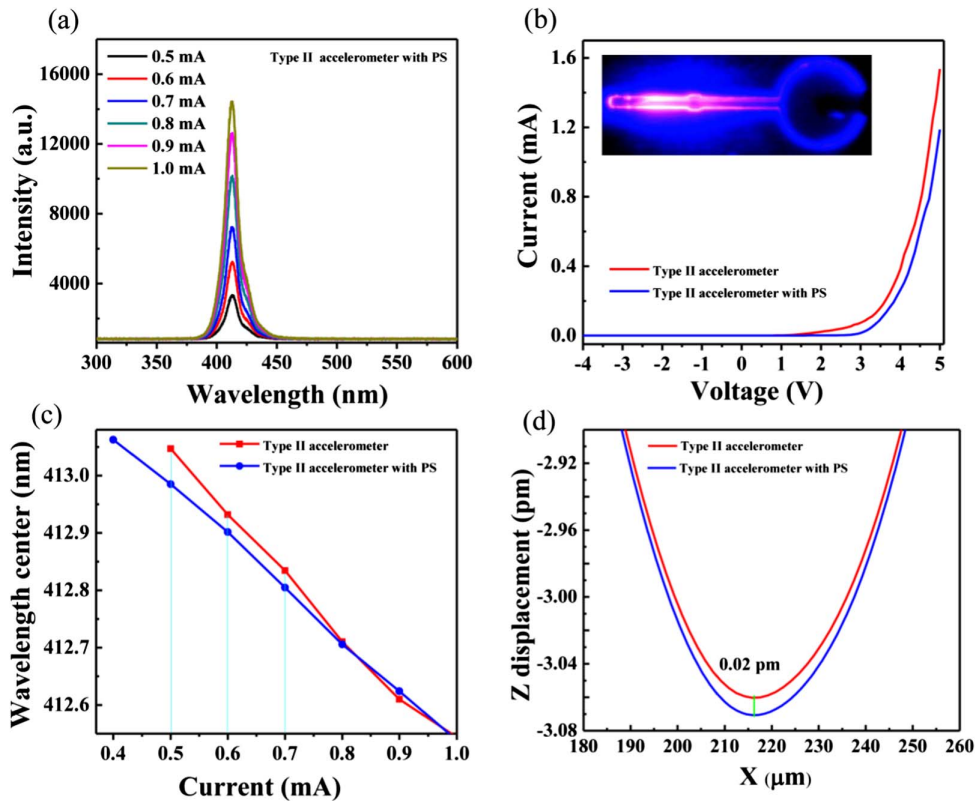 (a)
16000
12000
8000
4000
Intensity (a.u.)
0.5 mA
0.6 mA
0.7 mA
0.8 mA
0.9 mA
1.0 mA
Type II accelerometer with PS
300 350 400 450 500 550 600
Wavelength (nm)
(b)
1.6
1.2
0.8
0.4
0.0
Current (mA)
Type II accelerometer
Type II accelerometer with PS
-4 -3 -2 -1 0 1 2 3 4 5
Voltage (V)
(c)
413.0
412.9
412.8
412.7
412.6
Wavelength center (nm)
Type II accelerometer
Type II accelerometer with PS
0.4 0.5 0.6 0.7 0.8 0.9 1.0
Current (mA)
(d)
-2.92
-2.96
-3.00
-3.04
-3.08
Z displacement (pm)
Type II accelerometer
Type II accelerometer with PS
0.02 pm
180 190 200 210 220 230 240 250 260
X (μm)